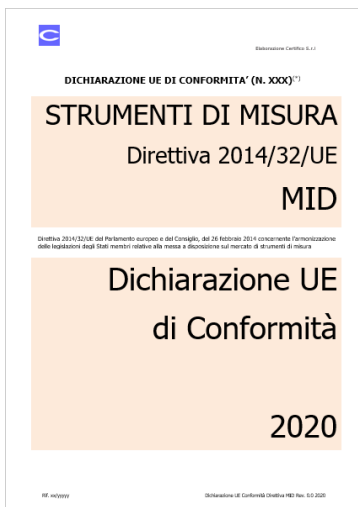 Elaborazione Certifico S.r.l
DICHIARAZIONE UE DI CONFORMITA' (N. XXX)(*)
STRUMENTI DI MISURA
Direttiva 2014/32/UE
MID
Direttiva 2014/32/UE del Parlamento europeo e del Consiglio, del 26 febbraio 2014 concernente l'armonizzazione
delle legislazioni degli Stati membri relative alla messa a disposizione sul mercato di strumenti di misura
Dichiarazione UE
di Conformità
2020
Rif. xx/yyyyy
Dichiarazione UE Conformità Direttiva MID Rev. 0.0 2020